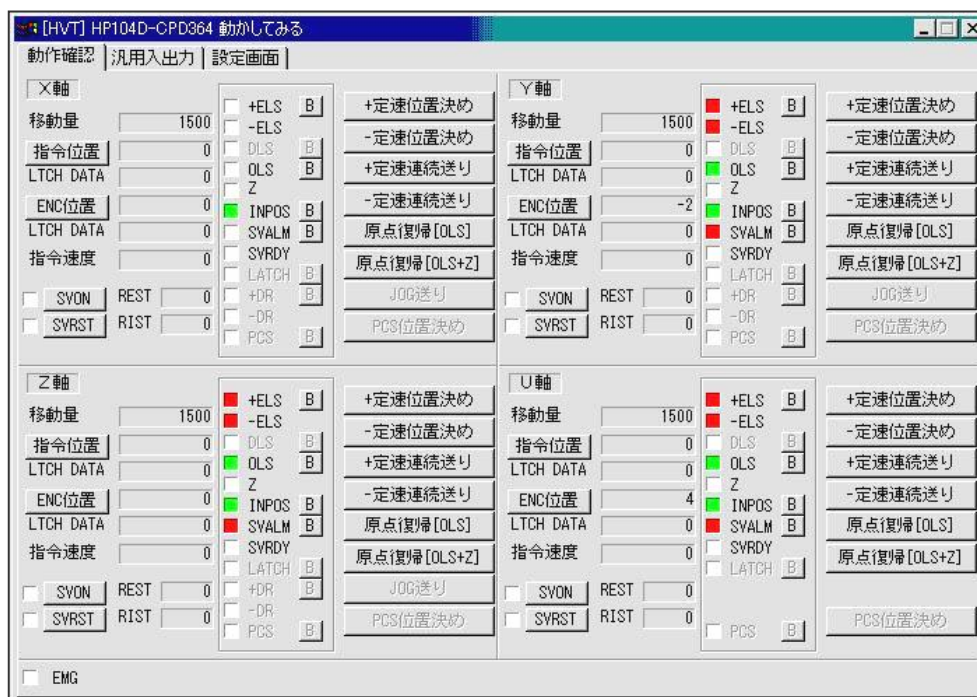 [HVT] HP104D-CPD364 動かしてみる
動作確認 汎用入出力 設定画面
X軸
移動量 1500
指令位置 0
LTCH DATA 0
ENC位置 0
LTCH DATA 0
指令速度 0
SVON REST 0
SVRST RIST 0
+ELS B
-ELS
DLS B
OLS B
Z
INPOS B
SVALM B
SVRDY
LATCH B
+DR B
-DR
PCS B
+定速位置決め
-定速位置決め
+定速連続送り
-定速連続送り
原点復帰[OLS]
原点復帰[OLS+Z]
JOG送り
PCS位置決め
Y軸
移動量 1500
指令位置 0
LTCH DATA 0
ENC位置 -2
LTCH DATA 0
指令速度 0
SVON REST 0
SVRST RIST 0
+ELS B
-ELS
DLS B
OLS B
Z
INPOS B
SVALM B
SVRDY
LATCH B
+DR B
-DR
PCS B
+定速位置決め
-定速位置決め
+定速連続送り
-定速連続送り
原点復帰[OLS]
原点復帰[OLS+Z]
JOG送り
PCS位置決め
Z軸
移動量 1500
指令位置 0
LTCH DATA 0
ENC位置 0
LTCH DATA 0
指令速度 0
SVON REST 0
SVRST RIST 0
+ELS B
-ELS
DLS B
OLS B
Z
INPOS B
SVALM B
SVRDY
LATCH B
+DR B
-DR
PCS B
+定速位置決め
-定速位置決め
+定速連続送り
-定速連続送り
原点復帰[OLS]
原点復帰[OLS+Z]
JOG送り
PCS位置決め
U軸
移動量 1500
指令位置 0
LTCH DATA 0
ENC位置 4
LTCH DATA 0
指令速度 0
SVON REST 0
SVRST RIST 0
+ELS B
-ELS
DLS B
OLS B
Z
INPOS B
SVALM B
SVRDY
LATCH B
PCS B
+定速位置決め
-定速位置決め
+定速連続送り
-定速連続送り
原点復帰[OLS]
原点復帰[OLS+Z]
PCS位置決め
EMG